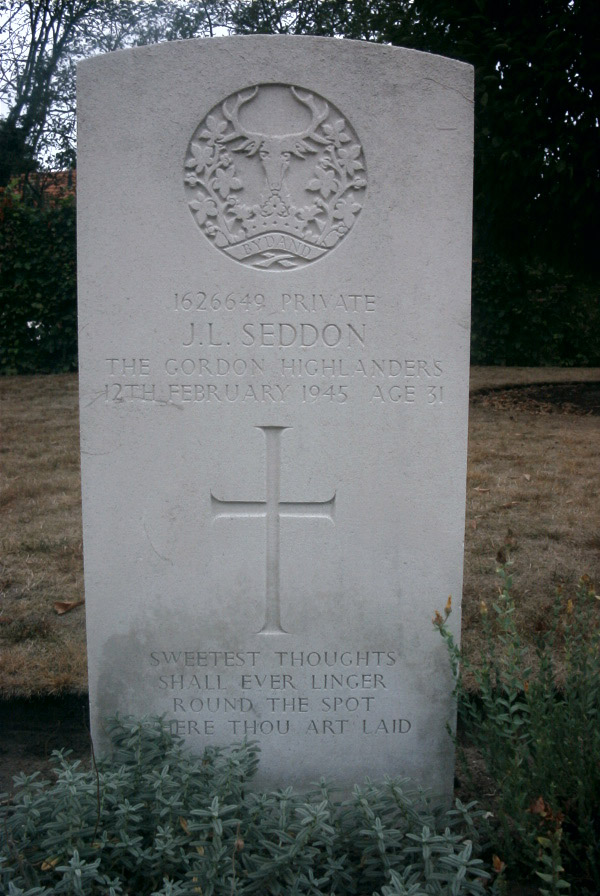 BYDAND
1626649 PRIVATE
J.L. SEDDON
THE GORDON HIGHLANDERS
12TH FEBRUARY 1945 AGE 31
SWEETEST THOUGHTS
SHALL EVER LINGER
ROUND THE SPOT
WHERE THOU ART LAID